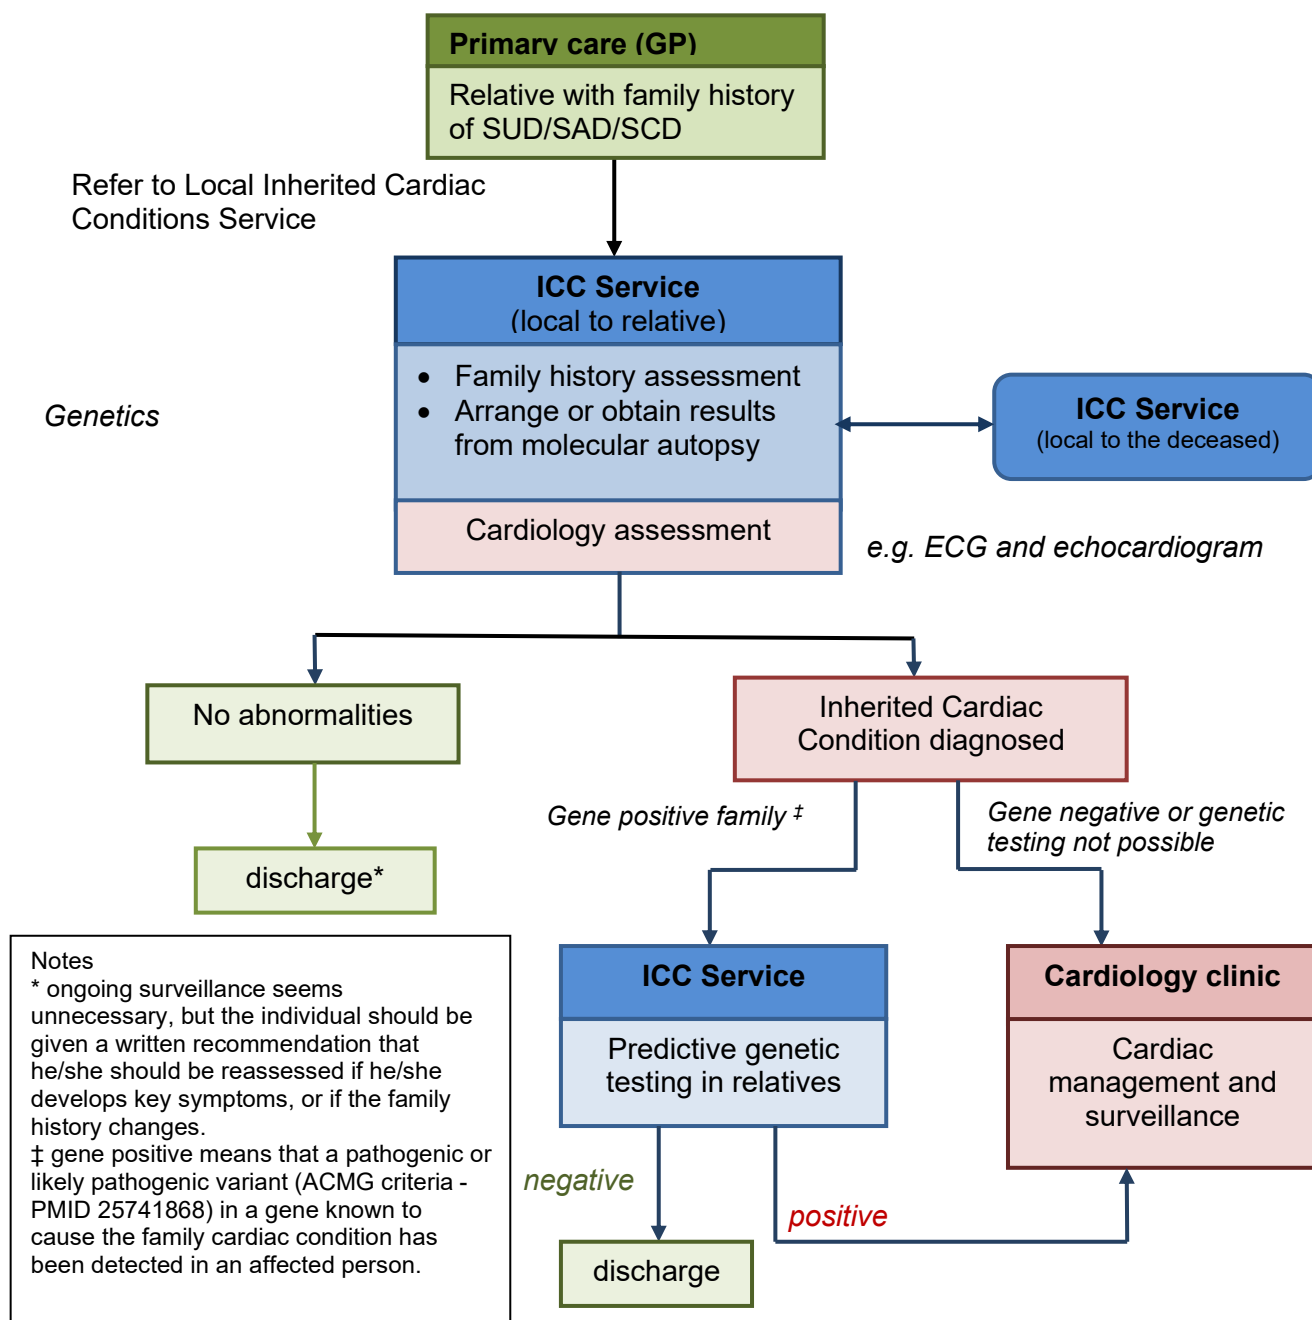 Primary care (GP)
Relative with family history
of SUD/SAD/SCD
Refer to Local Inherited Cardiac
Conditions Service
ICC Service
(local to relative)
Genetics
• Family history assessment
• Arrange or obtain results
from molecular autopsy
ICC Service
(local to the deceased)
Cardiology assessment
e.g. ECG and echocardiogram
No abnormalities
Inherited Cardiac
Condition diagnosed
Gene positive family ‡
Gene negative or genetic
testing not possible
discharge*
ICC Service
Predictive genetic
testing in relatives
Cardiology clinic
Cardiac
management and
surveillance
negative
positive
discharge
Notes
* ongoing surveillance seems
unnecessary, but the individual should be
given a written recommendation that
he/she should be reassessed if he/she
develops key symptoms, or if the family
history changes.
‡ gene positive means that a pathogenic or
likely pathogenic variant (ACMG criteria -
PMID 25741868) in a gene known to
cause the family cardiac condition has
been detected in an affected person.